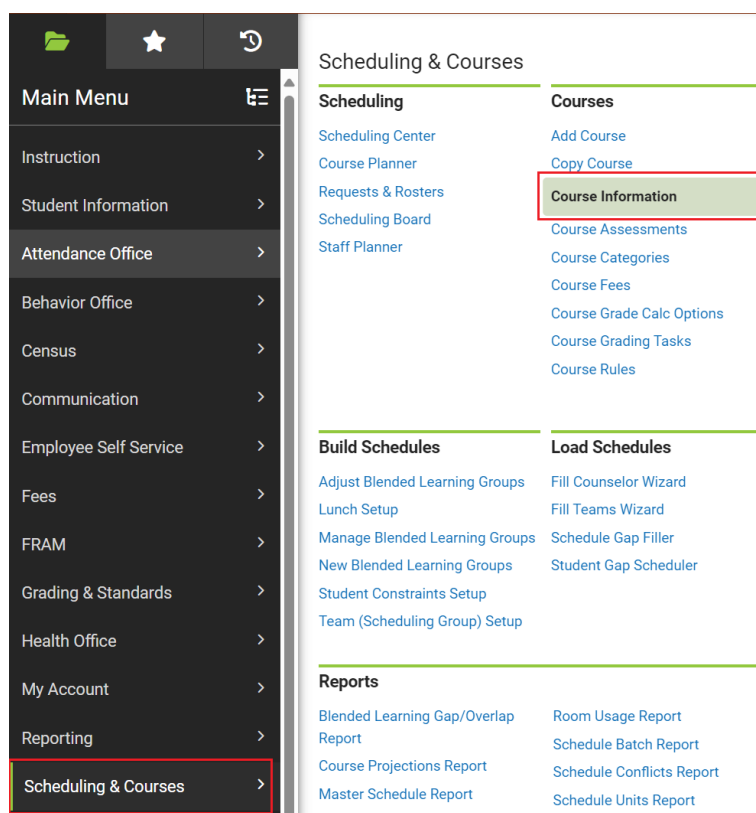 Main Menu
Instruction
Student Information
Attendance Office
Behavior Office
Census
Communication
Employee Self Service
Fees
FRAM
Grading & Standards
Health Office
My Account
Reporting
Scheduling & Courses
Scheduling & Courses
Scheduling
Scheduling Center
Course Planner
Requests & Rosters
Scheduling Board
Staff Planner
Courses
Add Course
Copy Course
Course Information
Course Assessments
Course Categories
Course Fees
Course Grade Calc Options
Course Grading Tasks
Course Rules
Build Schedules
Adjust Blended Learning Groups
Lunch Setup
Manage Blended Learning Groups
New Blended Learning Groups
Student Constraints Setup
Team (Scheduling Group) Setup
Load Schedules
Fill Counselor Wizard
Fill Teams Wizard
Schedule Gap Filler
Student Gap Scheduler
Reports
Blended Learning Gap/Overlap
Report
Course Projections Report
Master Schedule Report
Room Usage Report
Schedule Batch Report
Schedule Conflicts Report
Schedule Units Report